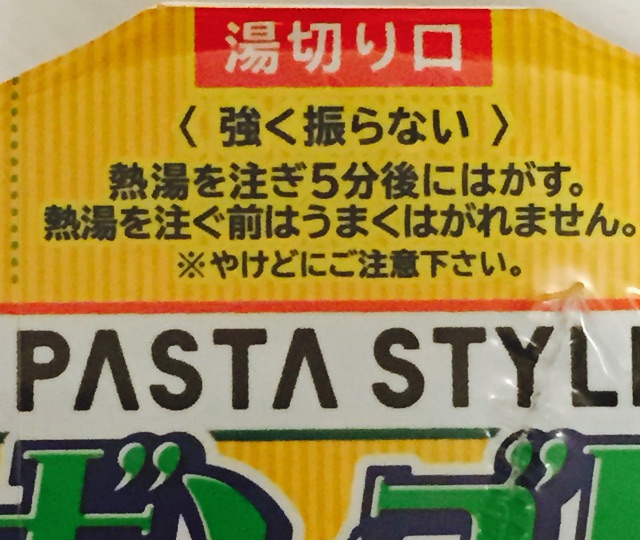 湯切り口
〈 強く振らない 〉
熱湯を注ぎ5分後にはがす。
熱湯を注ぐ前はうまくはがれません。
※やけどにご注意下さい。
PASTA STYL